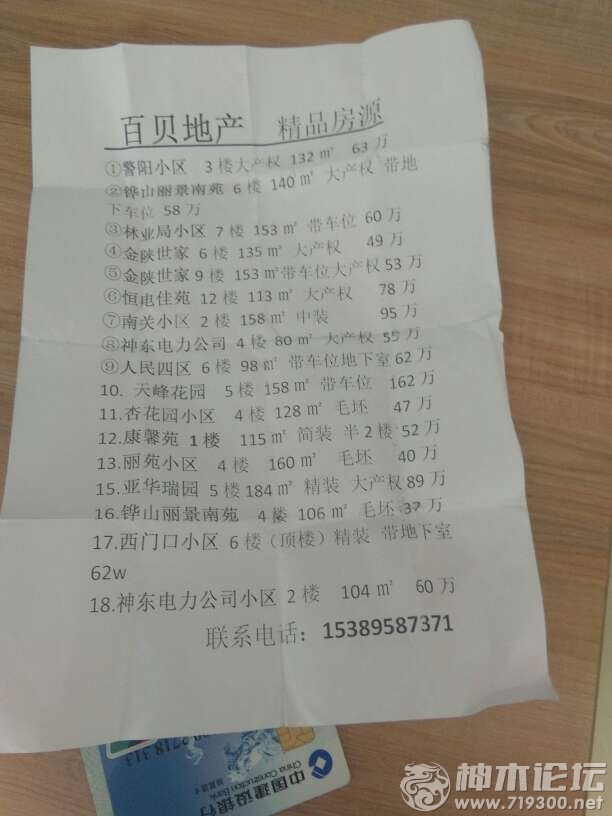 百贝地产 精品房源
①警阳小区 3楼大产权 132㎡ 63万
②铧山丽景南苑 6楼 140㎡ 大产权 带地
下车位 58万
③林业局小区 7楼 153㎡ 带车位 60万
④金陕世家 6楼 135㎡ 大产权 49万
⑤金陕世家 9楼 153㎡带车位大产权 53万
⑥恒电佳苑 12楼 113㎡ 大产权 78万
⑦南关小区 2楼 158㎡ 中装 95万
⑧神东电力公司 4楼 80㎡ 大产权 55万
⑨人民四区 6楼 98㎡ 带车位地下室 62万
10. 天峰花园 5楼 158㎡ 带车位 162万
11.杏花园小区 4楼 128㎡ 毛坯 47万
12.康馨苑 1楼 115㎡ 简装 半2楼 52万
13.丽苑小区 4楼 160㎡ 毛坯 40万
15.亚华瑞园 5楼 184㎡ 精装 大产权 89万
16.铧山丽景南苑 4楼 106㎡ 毛坯 37万
17.西门口小区 6楼（顶楼）精装 带地下室
62w
18.神东电力公司小区 2楼 104㎡ 60万
联系电话：15389587371
中国建设银行
China Construction Bank
2718 313
神木论坛
www.719300.net